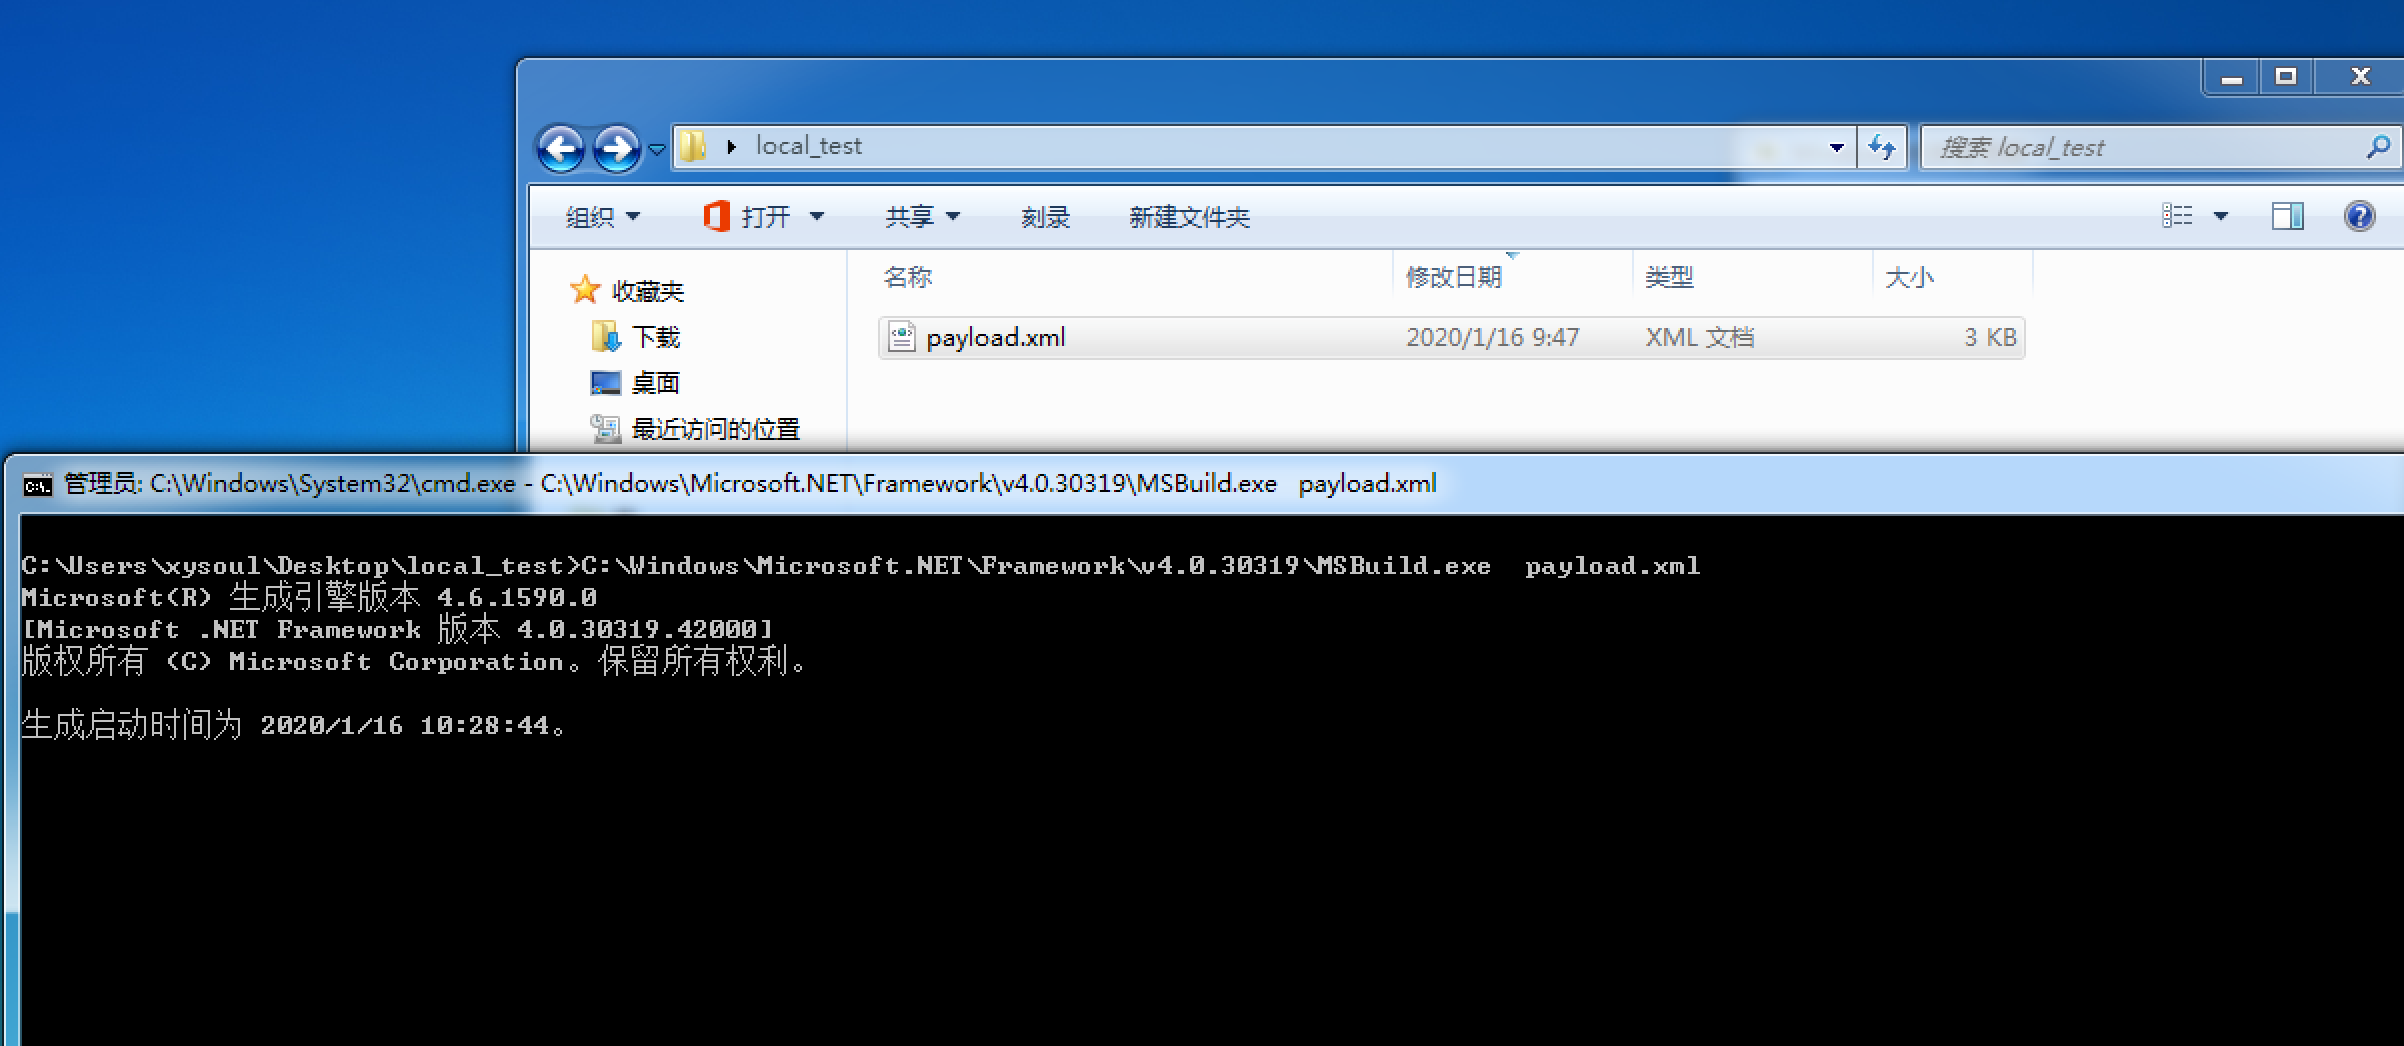 local_test
搜索 local_test
组织 打开 共享 刻录 新建文件夹
名称 修改日期 类型 大小
收藏夹
payload.xml 2020/1/16 9:47 XML 文档 3 KB
下载
桌面
最近访问的位置
管理员: C:\Windows\System32\cmd.exe - C:\Windows\Microsoft.NET\Framework\v4.0.30319\MSBuild.exe  payload.xml
C:\Users\xysoul\Desktop\local_test>C:\Windows\Microsoft.NET\Framework\v4.0.30319\MSBuild.exe  payload.xml
Microsoft(R) 生成引擎版本 4.6.1590.0
[Microsoft .NET Framework 版本 4.0.30319.42000]
版权所有 (C) Microsoft Corporation。保留所有权利。
生成启动时间为 2020/1/16 10:28:44。